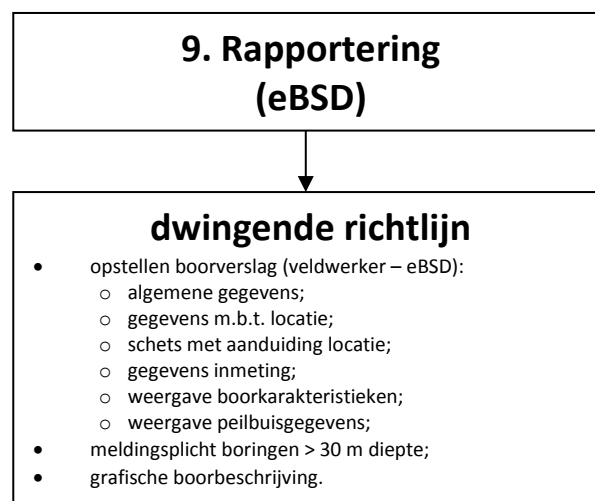 9. Rapportering
(eBSD)
dwingende richtlijn
• opstellen boorverslag (veldwerker – eBSD):
o algemene gegevens;
o gegevens m.b.t. locatie;
o schets met aanduiding locatie;
o gegevens inmeting;
o weergave boorkarakteristieken;
o weergave peilbuisgegevens;
• meldingsplicht boringen > 30 m diepte;
• grafische boorbeschrijving.